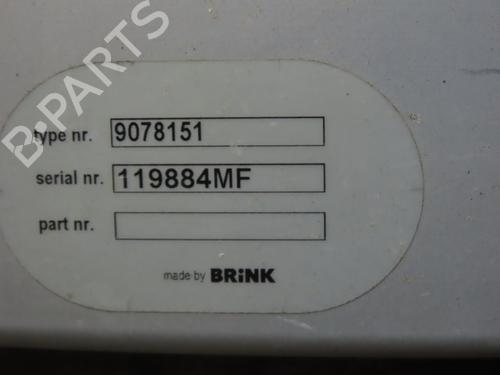 B-PARTS
type nr. 9078151
serial nr. 119884MF
part nr.
made by BRiNK